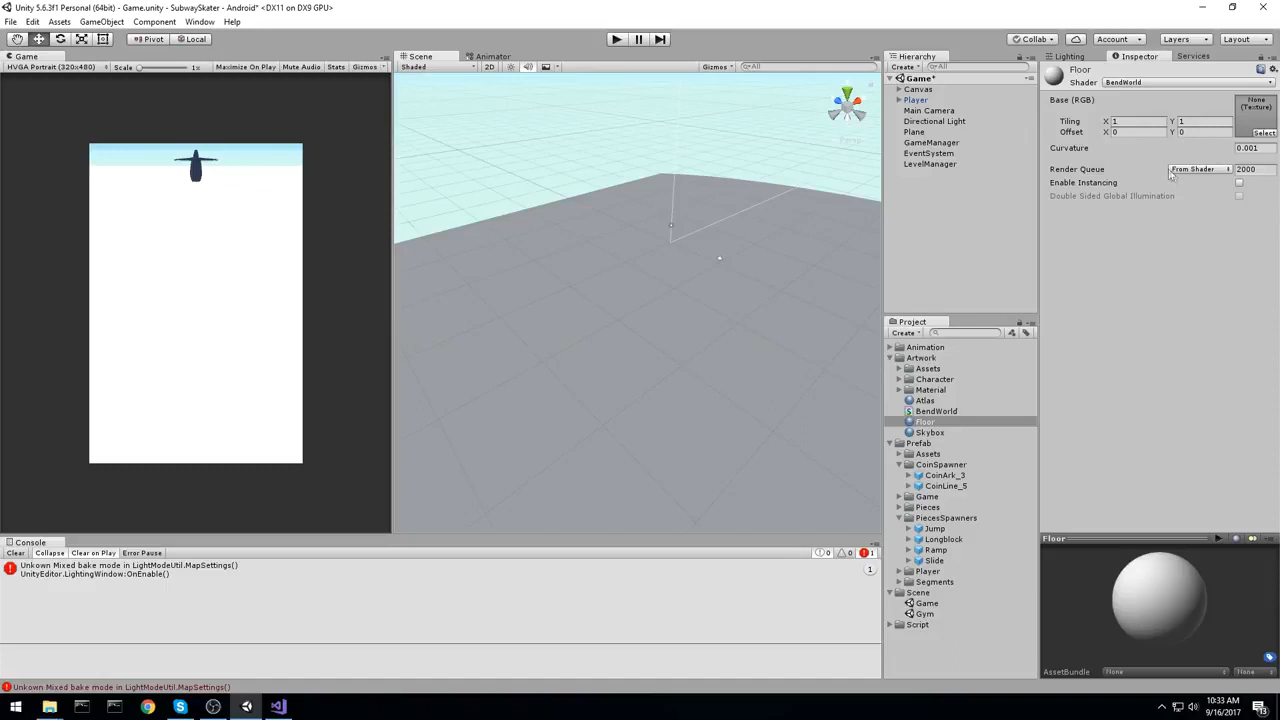 Unity 5.6.3f1 Personal (64bit) - Game.unity - SubwaySkater - Android* <DX11 on DX9 GPU>
File Edit Assets GameObject Component Window Help
Pivot Local Collab Account Layers Layout
Game Scene Animator Hierarchy Lighting Inspector Services
HVGA Portrait (320x480) Scale 1x Maximize On Play Mute Audio Stats Gizmos
Shaded 2D Gizmos All
Create All
Game*
Canvas
Player
Main Camera
Directional Light
Plane
GameManager
EventSystem
LevelManager
Persp
Floor
Shader BendWorld
Base (RGB)
None
(Texture)
Tiling X 1 Y 1
Offset X 0 Y 0
Select
Curvature 0.001
Render Queue From Shader 2000
Enable Instancing
Double Sided Global Illumination
Project
Create
Animation
Artwork
Assets
Character
Material
Atlas
BendWorld
Floor
Skybox
Prefab
Assets
CoinSpawner
CoinArk_3
CoinLine_5
Game
Pieces
PiecesSpawners
Jump
Longblock
Ramp
Slide
Player
Segments
Scene
Game
Gym
Script
Console
Clear Collapse Clear on Play Error Pause 0 0 1
Unkown Mixed bake mode in LightModeUtil.MapSettings()
UnityEditor.LightingWindow:OnEnable()
1
Floor
AssetBundle None None
Unkown Mixed bake mode in LightModeUtil.MapSettings()
10:33 AM
9/16/2017
13